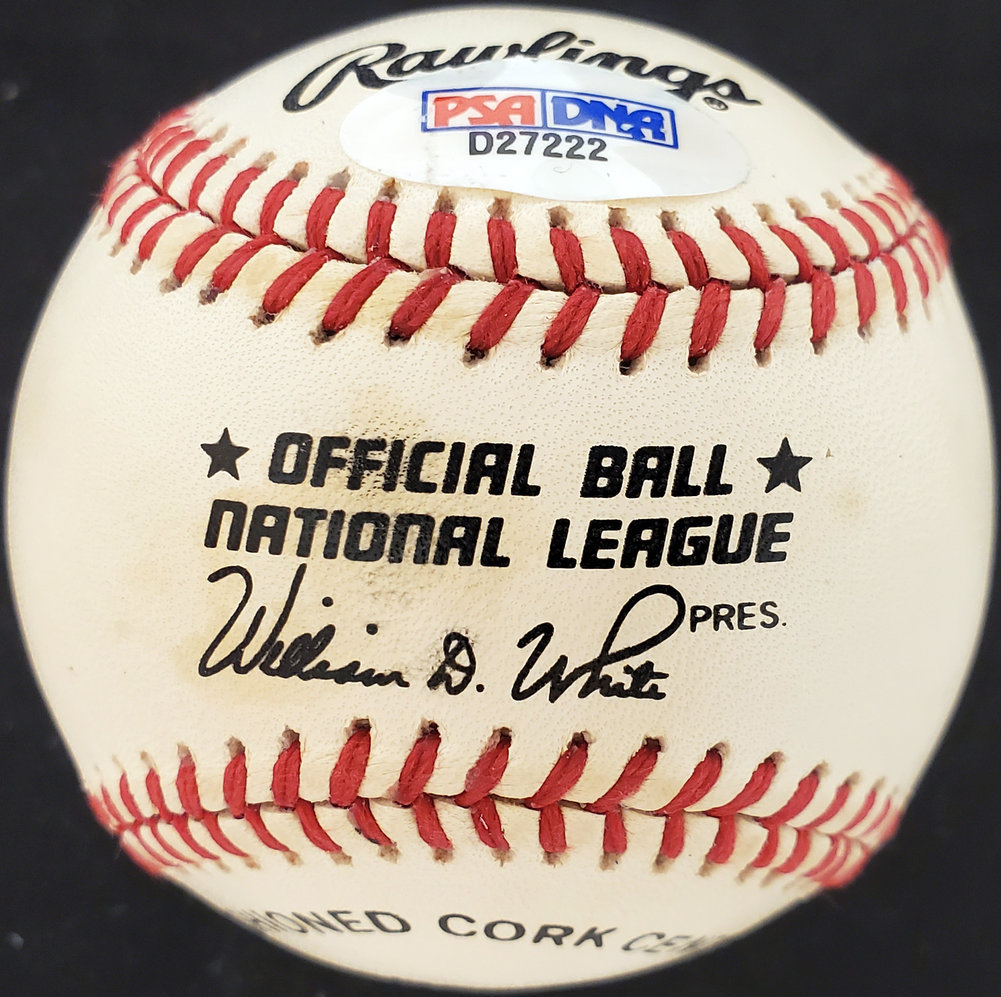 Rawlings®
PSA DNA
D27222
★ OFFICIAL BALL ★
NATIONAL LEAGUE
William D. White PRES.
CORK